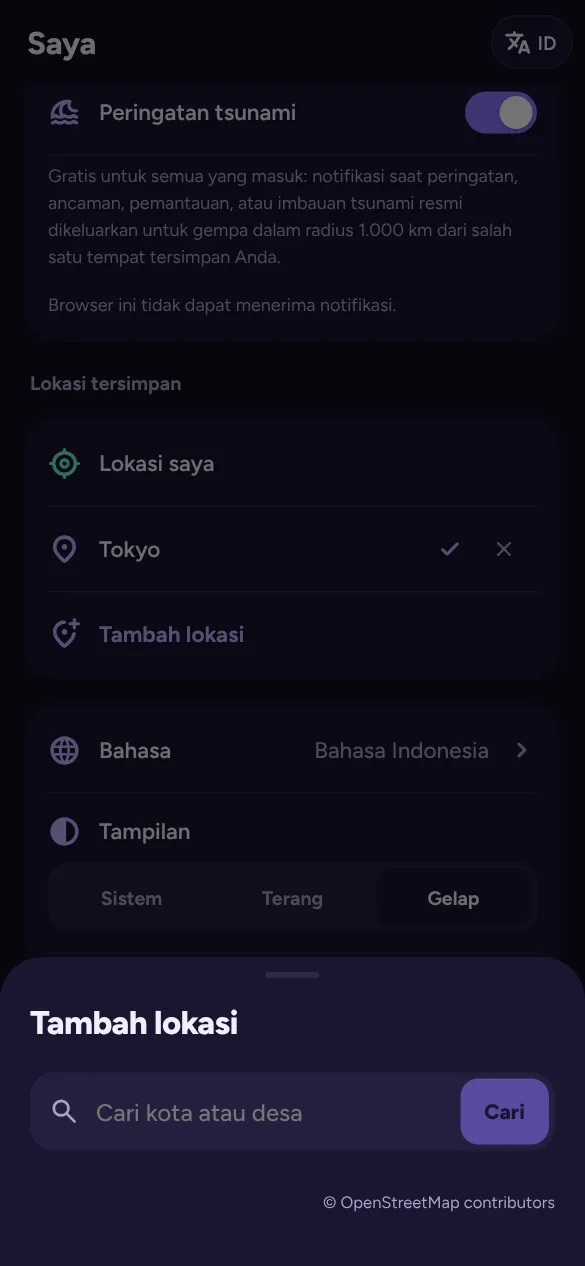 Saya
ID
Peringatan tsunami
Gratis untuk semua yang masuk: notifikasi saat peringatan,
ancaman, pemantauan, atau imbauan tsunami resmi
dikeluarkan untuk gempa dalam radius 1.000 km dari salah
satu tempat tersimpan Anda.
Browser ini tidak dapat menerima notifikasi.
Lokasi tersimpan
Lokasi saya
Tokyo
Tambah lokasi
Bahasa
Bahasa Indonesia
Tampilan
Sistem
Terang
Gelap
Tambah lokasi
Cari kota atau desa
Cari
© OpenStreetMap contributors